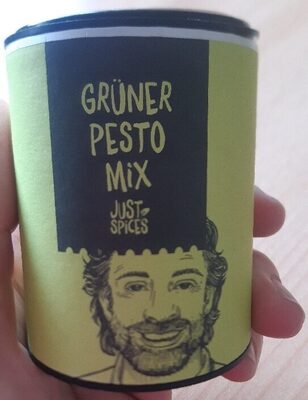 GRÜNER
PESTO
MiX
JUST
SPiCES